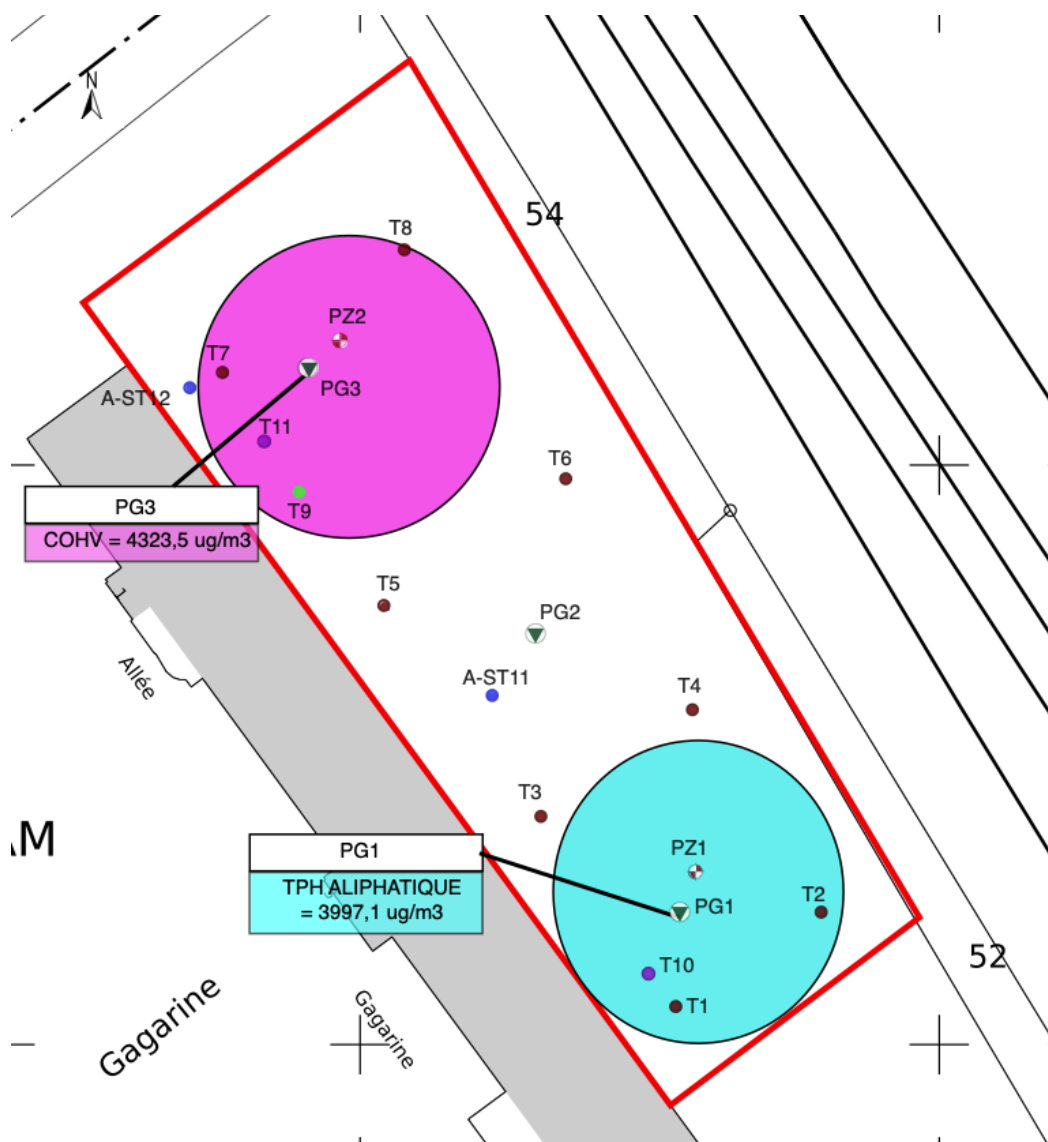 N
54
T8
PZ2
T7
PG3
A-ST12
T11
T6
PG3
T9
COHV = 4323,5 ug/m3
T5
1
PG2
Allée
A-ST11
T4
T3
AM
PZ1
PG1
TPH ALIPHATIQUE
= 3997,1 ug/m3
T2
PG1
52
T10
T1
Gagarine
Gagarine